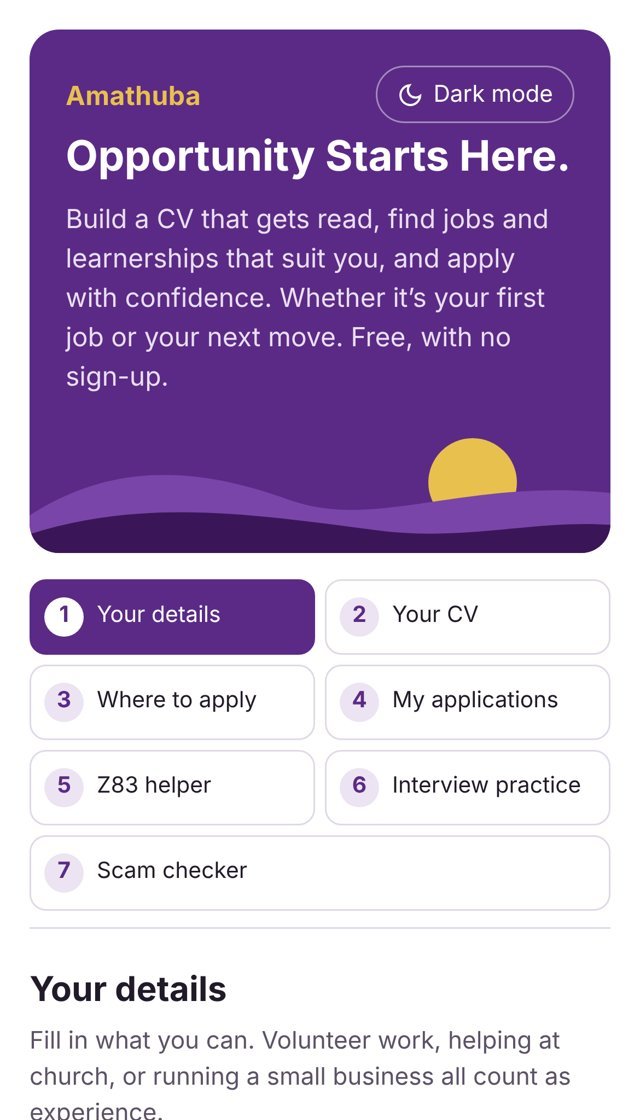 Amathuba
Dark mode
Opportunity Starts Here.
Build a CV that gets read, find jobs and
learnerships that suit you, and apply
with confidence. Whether it’s your first
job or your next move. Free, with no
sign-up.
1 Your details
2 Your CV
3 Where to apply
4 My applications
5 Z83 helper
6 Interview practice
7 Scam checker
Your details
Fill in what you can. Volunteer work, helping at
church, or running a small business all count as
experience.